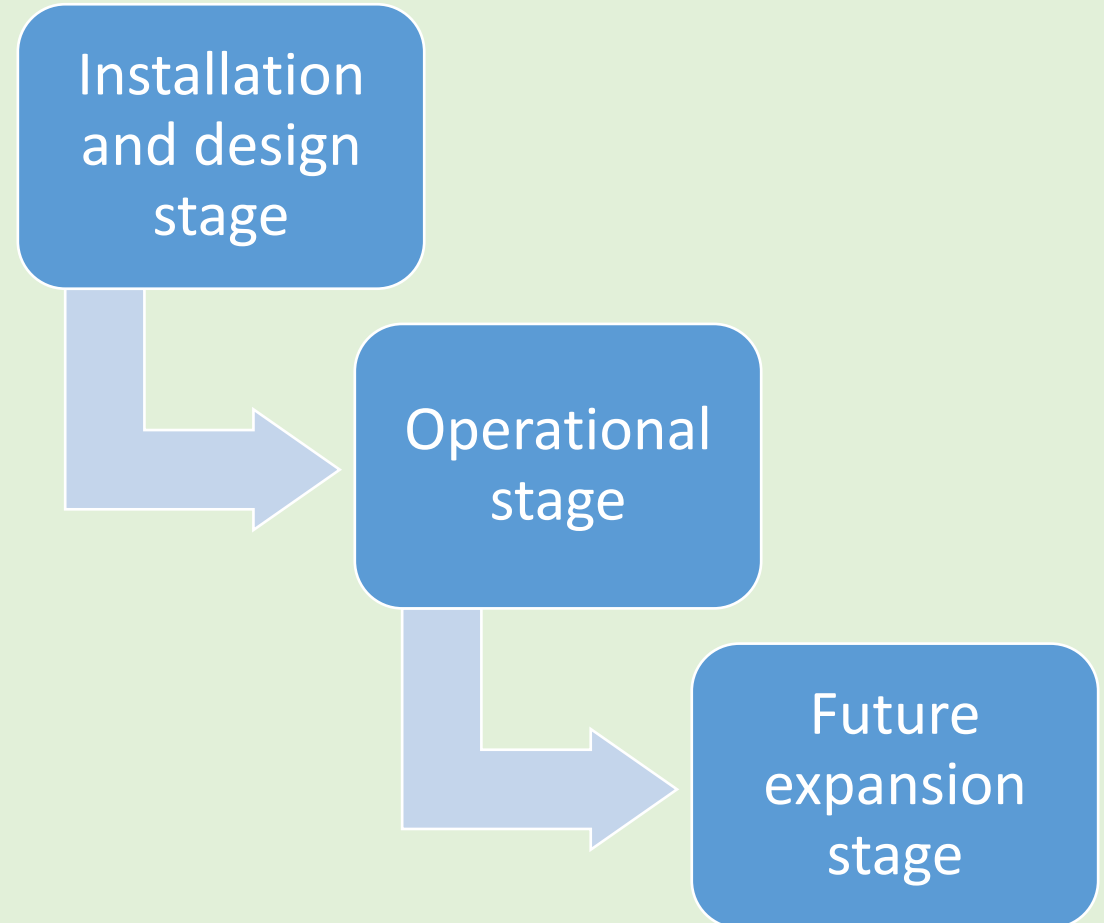 Installation
and design
stage
Operational
stage
Future
expansion
stage